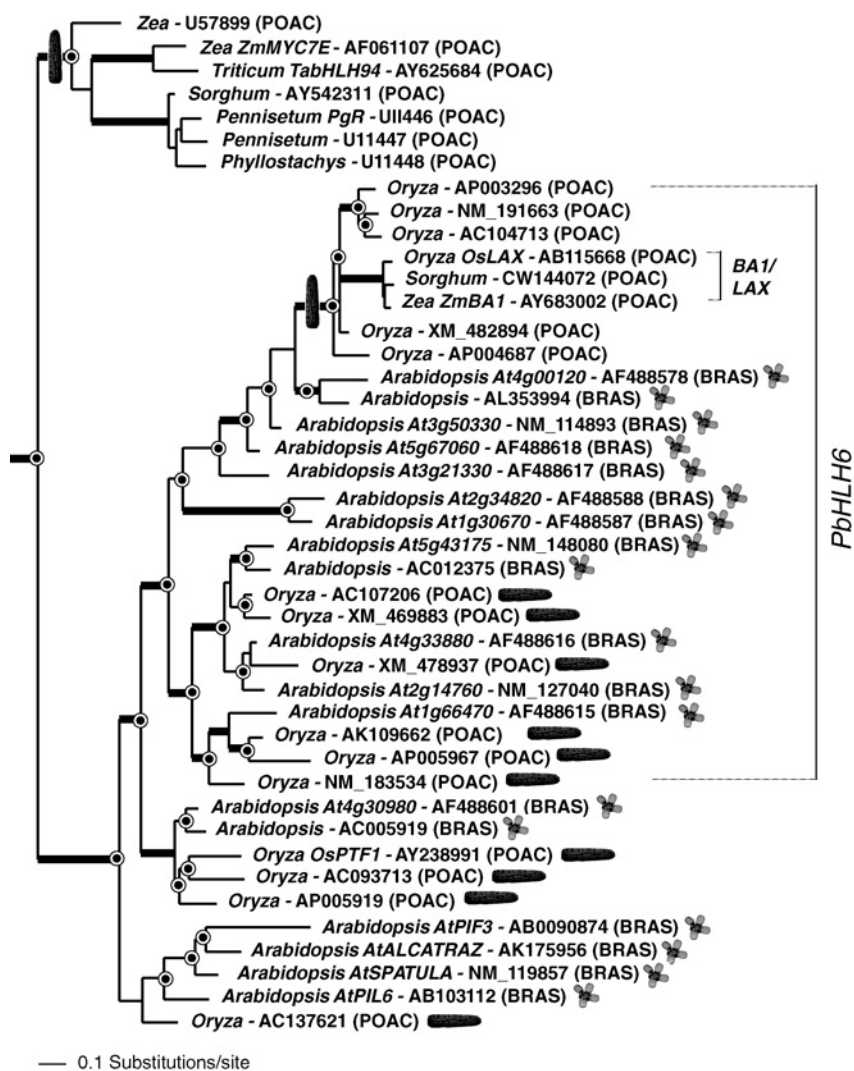 Zea - U57899 (POAC)
Zea ZmMYC7E - AF061107 (POAC)
Triticum TabHLH94 - AY625684 (POAC)
Sorghum - AY542311 (POAC)
Pennisetum PgR - UII446 (POAC)
Pennisetum - U11447 (POAC)
Phyllostachys - U11448 (POAC)
Oryza - AP003296 (POAC)
Oryza - NM_191663 (POAC)
Oryza - AC104713 (POAC)
Oryza OsLAX - AB115668 (POAC)
Sorghum - CW144072 (POAC)
Zea ZmBA1 - AY683002 (POAC)
BA1/
LAX
Oryza - XM_482894 (POAC)
Oryza - AP004687 (POAC)
Arabidopsis At4g00120 - AF488578 (BRAS)
Arabidopsis - AL353994 (BRAS)
Arabidopsis At3g50330 - NM_114893 (BRAS)
Arabidopsis At5g67060 - AF488618 (BRAS)
Arabidopsis At3g21330 - AF488617 (BRAS)
Arabidopsis At2g34820 - AF488588 (BRAS)
Arabidopsis At1g30670 - AF488587 (BRAS)
Arabidopsis At5g43175 - NM_148080 (BRAS)
Arabidopsis - AC012375 (BRAS)
Oryza - AC107206 (POAC)
Oryza - XM_469883 (POAC)
Arabidopsis At4g33880 - AF488616 (BRAS)
Oryza - XM_478937 (POAC)
Arabidopsis At2g14760 - NM_127040 (BRAS)
Arabidopsis At1g66470 - AF488615 (BRAS)
Oryza - AK109662 (POAC)
Oryza - AP005967 (POAC)
Oryza - NM_183534 (POAC)
PbHLH6
Arabidopsis At4g30980 - AF488601 (BRAS)
Arabidopsis - AC005919 (BRAS)
Oryza OsPTF1 - AY238991 (POAC)
Oryza - AC093713 (POAC)
Oryza - AP005919 (POAC)
Arabidopsis AtPIF3 - AB0090874 (BRAS)
Arabidopsis AtALCATRAZ - AK175956 (BRAS)
Arabidopsis AtSPATULA - NM_119857 (BRAS)
Arabidopsis AtPIL6 - AB103112 (BRAS)
Oryza - AC137621 (POAC)
0.1 Substitutions/site